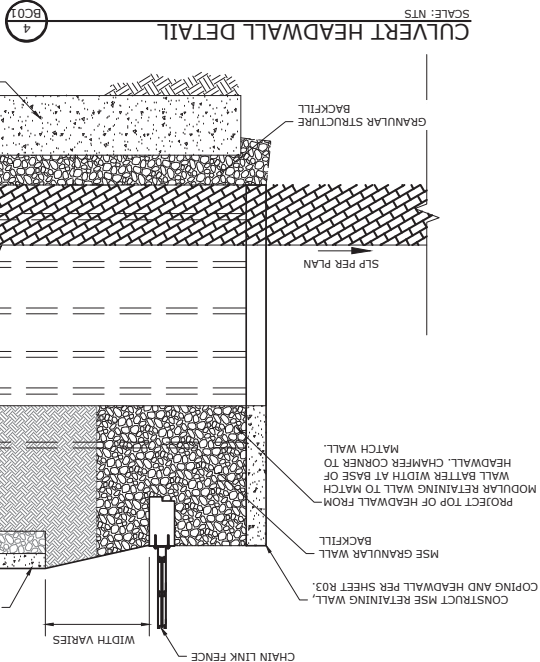 CHAIN LINK FENCE
WIDTH VARIES
CONSTRUCT MSE RETAINING WALL,
COPING AND HEADWALL PER SHEET R03.
MSE GRANULAR WALL
BACKFILL
PROJECT TOP OF HEADWALL FROM
MODULAR RETAINING WALL TO MATCH
WALL BATTER WIDTH AT BASE OF
HEADWALL. CHAMFER CORNER TO
MATCH WALL.
SLP PER PLAN
GRANULAR STRUCTURE
BACKFILL
CULVERT HEADWALL DETAIL
SCALE: NTS
4
BC01